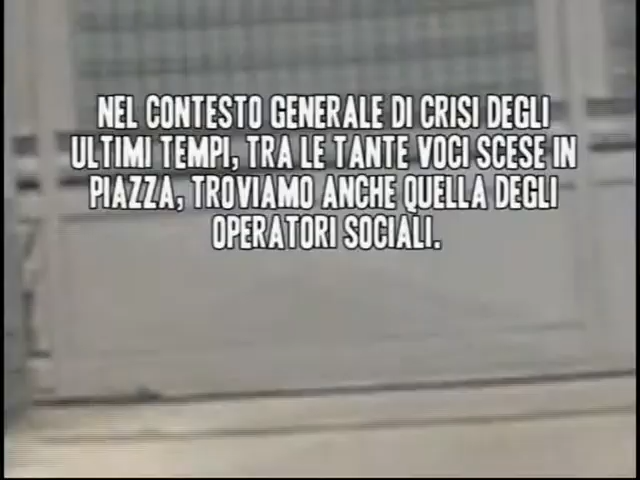 NEL CONTESTO GENERALE DI CRISI DEGLI
ULTIMI TEMPI, TRA LE TANTE VOCI SCESE IN
PIAZZA, TROVIAMO ANCHE QUELLA DEGLI
OPERATORI SOCIALI.